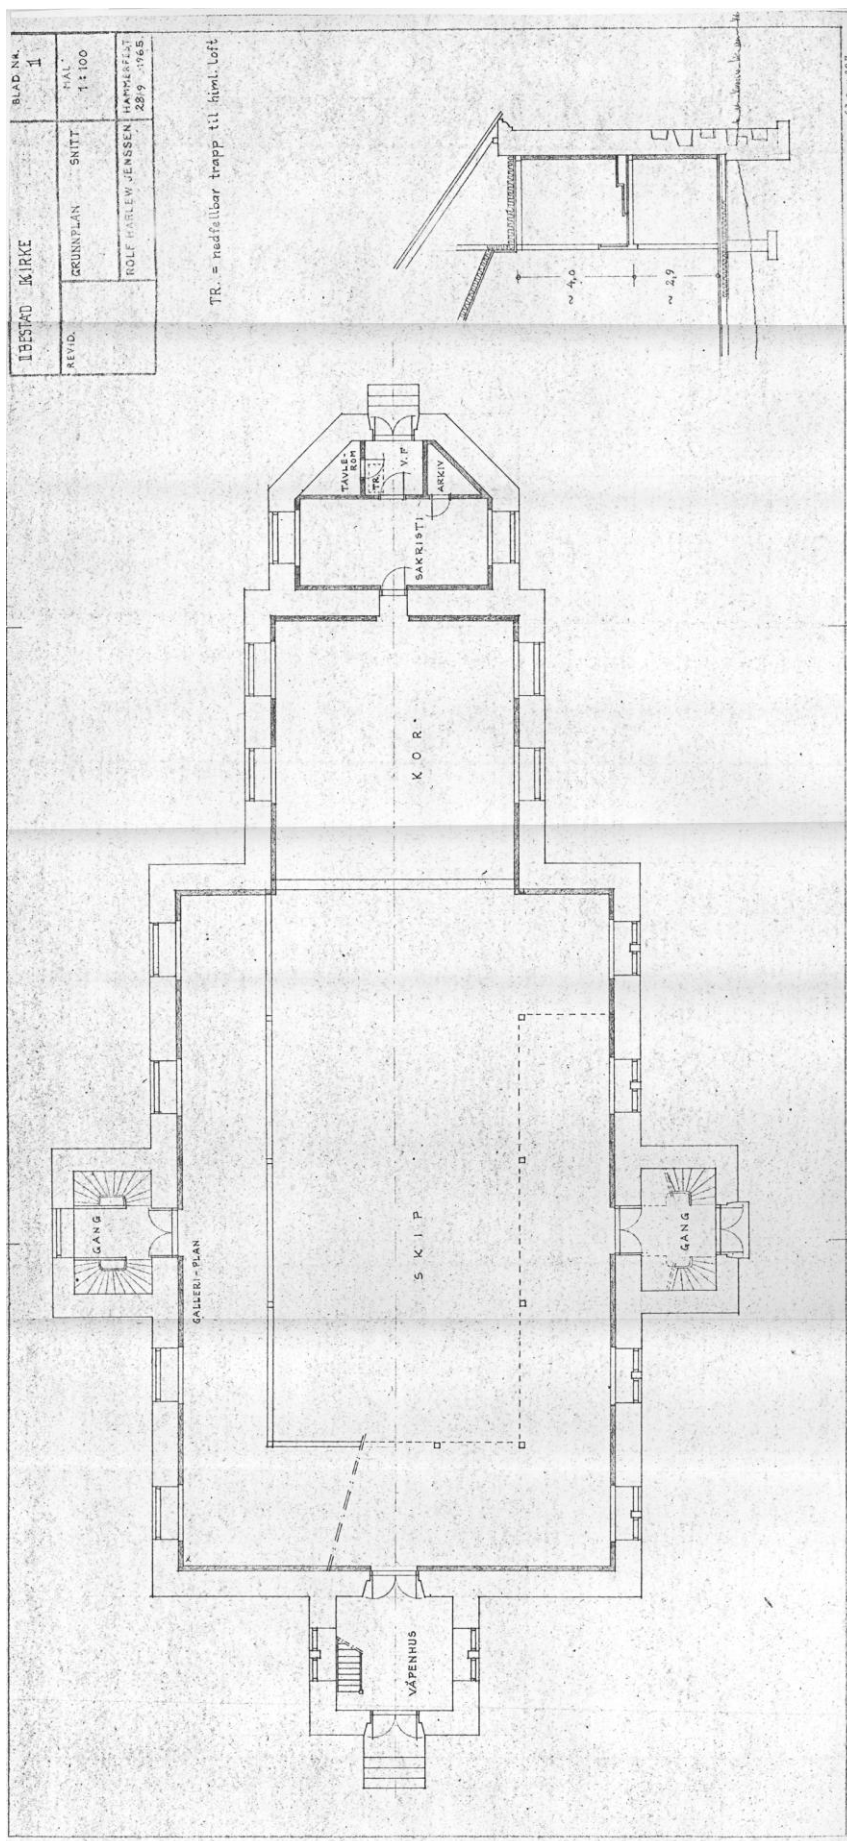 IBESTAD KIRKE
BLAD NR. 1
GRUNNPLAN SNITT
MÅL: 1:100
REVID.
ROLF HARLEW JENSSEN
HAMMERFEST 28/9 1965
TR. = nedfellbar trapp til himl. loft
~ 4,0
~ 2,9
TAVLE-
ROM
TR.
V.F
ARKIV
SAKRISTI
KOR
GANG
GALLERI-PLAN
SKIP
GANG
VÅPENHUS